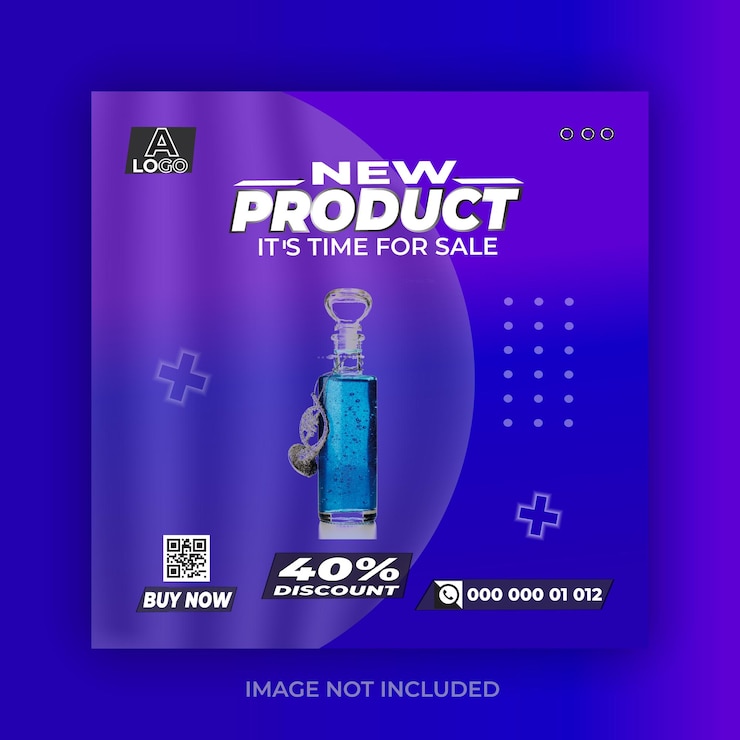 A
LOGO
NEW
PRODUCT
IT'S TIME FOR SALE
BUY NOW
40%
DISCOUNT
000 000 01 012
IMAGE NOT INCLUDED